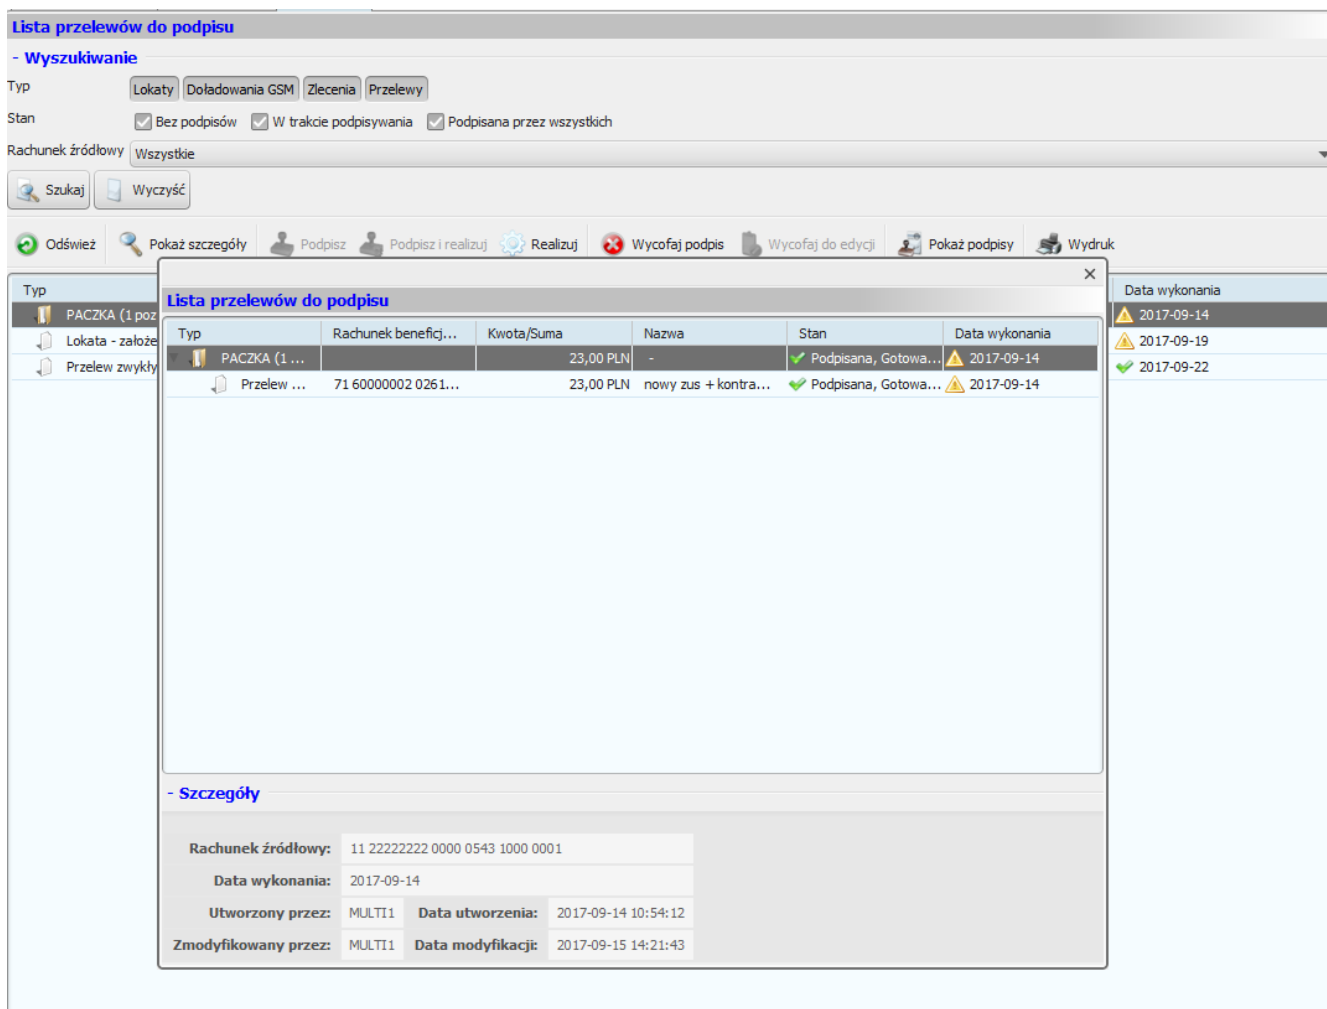 Lista przelewów do podpisu
- Wyszukiwanie
Typ Lokaty Doładowania GSM Zlecenia Przelewy
Stan Bez podpisów W trakcie podpisywania Podpisana przez wszystkich
Rachunek źródłowy Wszystkie
Szukaj Wyczyść
Odśwież Pokaż szczegóły Podpisz Podpisz i realizuj Realizuj Wycofaj podpis Wycofaj do edycji Pokaż podpisy Wydruk
Typ Data wykonania
PACZKA (1 poz 2017-09-14
Lokata - założe 2017-09-19
Przelew zwykły 2017-09-22
Lista przelewów do podpisu
Typ Rachunek beneficj... Kwota/Suma Nazwa Stan Data wykonania
PACZKA (1 ... 23,00 PLN - Podpisana, Gotowa... 2017-09-14
Przelew ... 71 60000002 0261... 23,00 PLN nowy zus + kontra... Podpisana, Gotowa... 2017-09-14
- Szczegóły
Rachunek źródłowy: 11 22222222 0000 0543 1000 0001
Data wykonania: 2017-09-14
Utworzony przez: MULTI1 Data utworzenia: 2017-09-14 10:54:12
Zmodyfikowany przez: MULTI1 Data modyfikacji: 2017-09-15 14:21:43